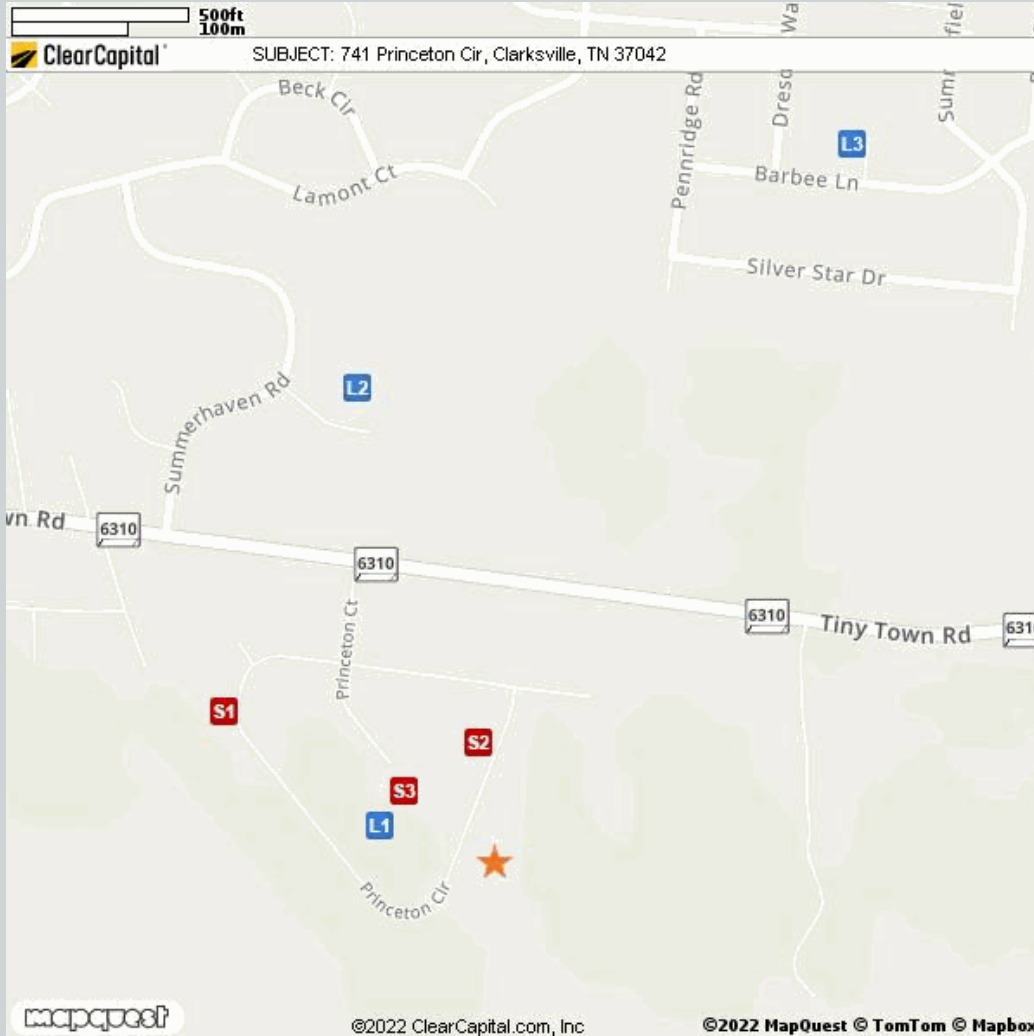 500ft
100m
ClearCapital
SUBJECT: 741 Princeton Cir, Clarksville, TN 37042
Beck Cir
Lamont Ct
Pennridge Rd
L3
Barbee Ln
Silver Star Dr
L2
Summerhaven Rd
wn Rd
6310
6310
6310
Tiny Town Rd
631
Princeton Ct
S1
S2
S3
L1
Princeton Cir
mapquest
©2022 ClearCapital.com, Inc
©2022 MapQuest © TomTom © Mapbox